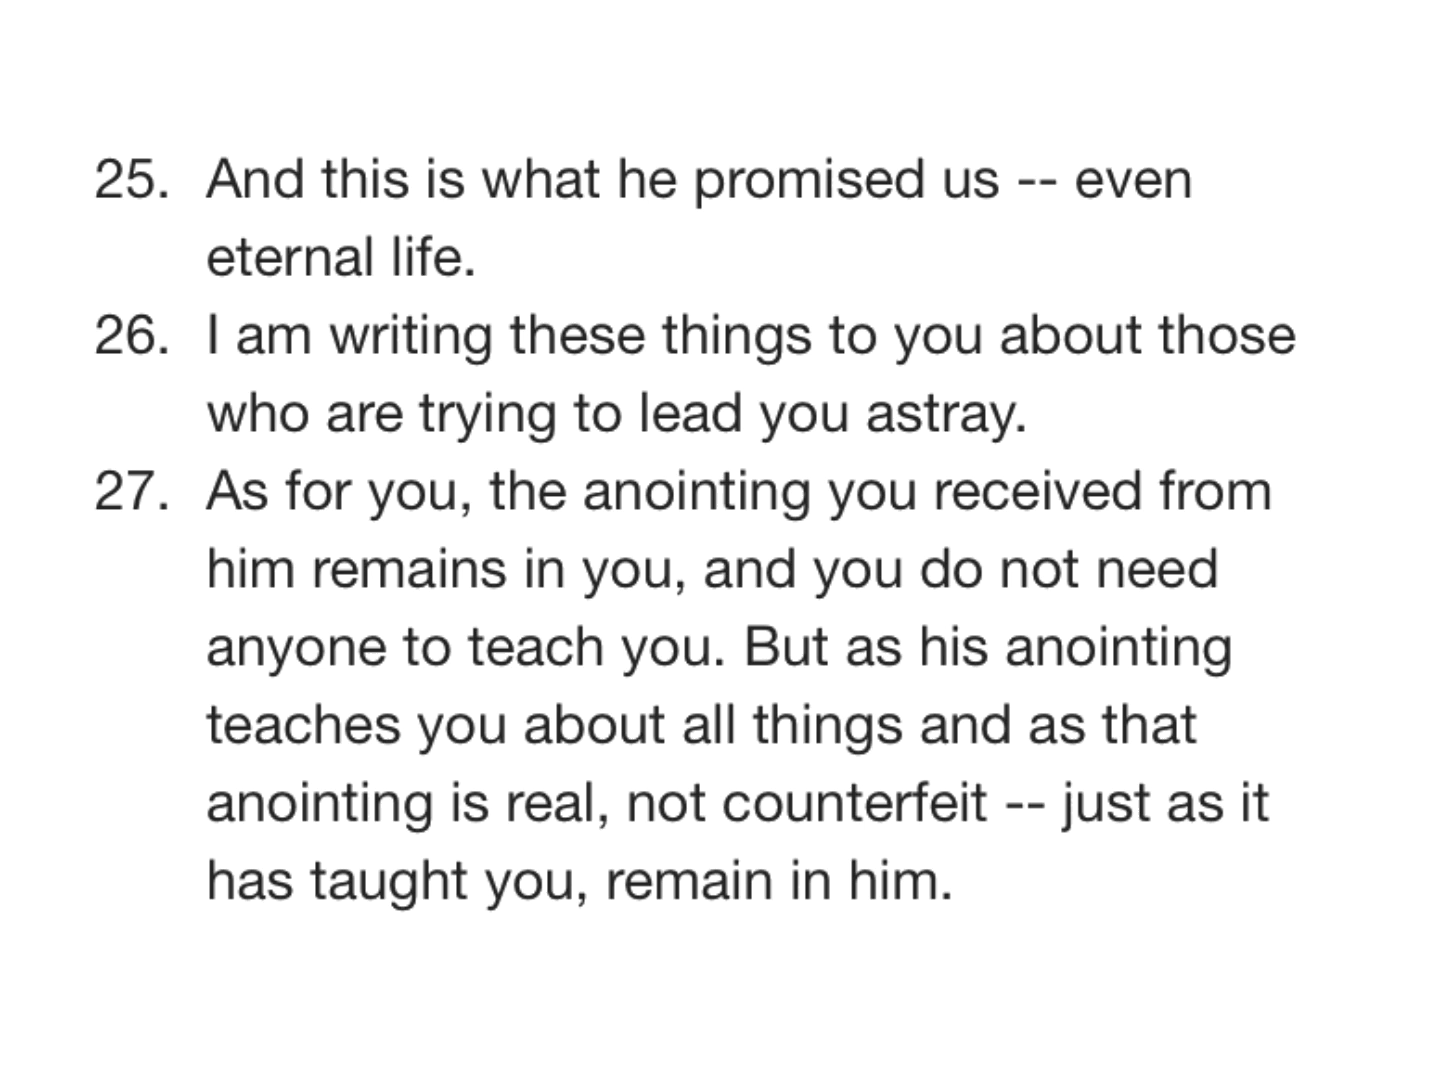 25. And this is what he promised us -- even
eternal life.
26. I am writing these things to you about those
who are trying to lead you astray.
27. As for you, the anointing you received from
him remains in you, and you do not need
anyone to teach you. But as his anointing
teaches you about all things and as that
anointing is real, not counterfeit -- just as it
has taught you, remain in him.